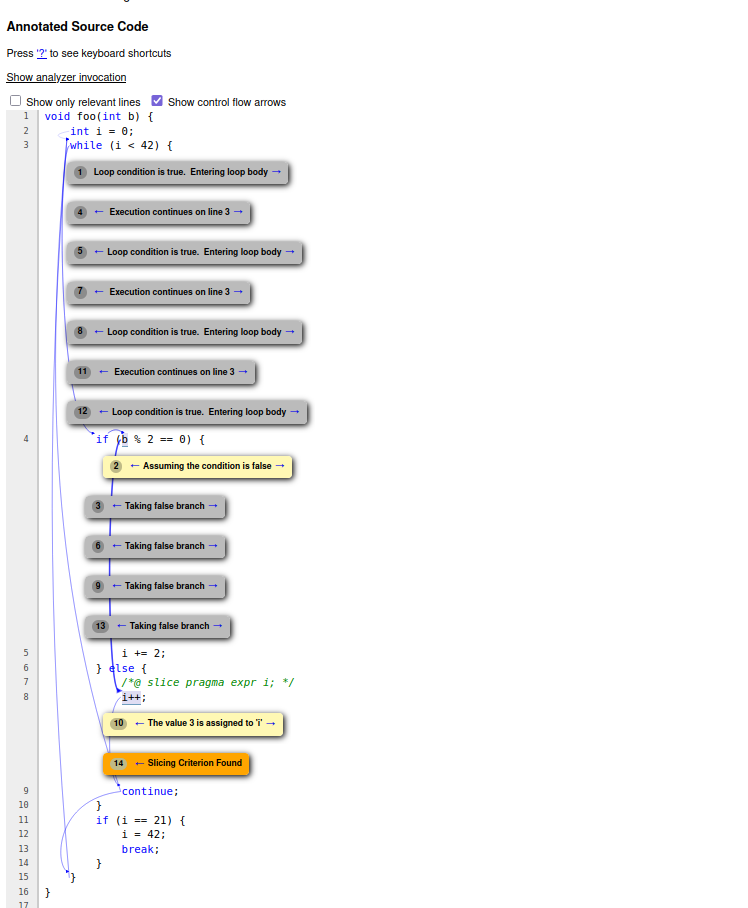 Annotated Source Code
Press '?' to see keyboard shortcuts
Show analyzer invocation
Show only relevant lines Show control flow arrows
1 void foo(int b) {
2 int i = 0;
3 while (i < 42) {
1 Loop condition is true. Entering loop body →
4 ← Execution continues on line 3 →
5 ← Loop condition is true. Entering loop body →
7 ← Execution continues on line 3 →
8 ← Loop condition is true. Entering loop body →
11 ← Execution continues on line 3 →
12 ← Loop condition is true. Entering loop body →
4 if (b % 2 == 0) {
2 ← Assuming the condition is false →
3 ← Taking false branch →
6 ← Taking false branch →
9 ← Taking false branch →
13 ← Taking false branch →
5 i += 2;
6 } else {
7 /*@ slice pragma expr i; */
8 i++;
10 ← The value 3 is assigned to 'i' →
14 ← Slicing Criterion Found
9 continue;
10 }
11 if (i == 21) {
12 i = 42;
13 break;
14 }
15 }
16 }
17